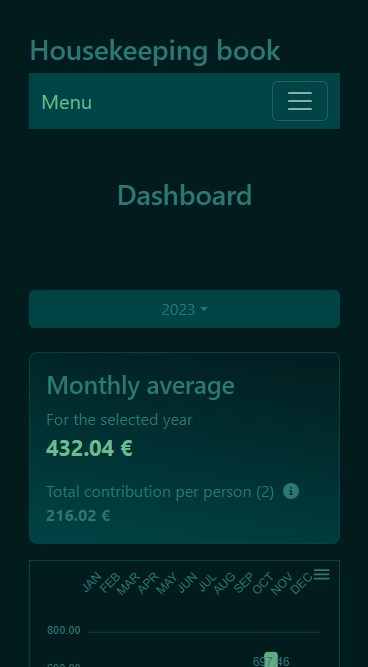 Housekeeping book
Menu
Dashboard
2023
Monthly average
For the selected year
432.04 €
Total contribution per person (2)
216.02 €
JAN FEB MAR APR MAY JUN JUL AUG SEP OCT NOV DEC
800.00
697.46
600.00